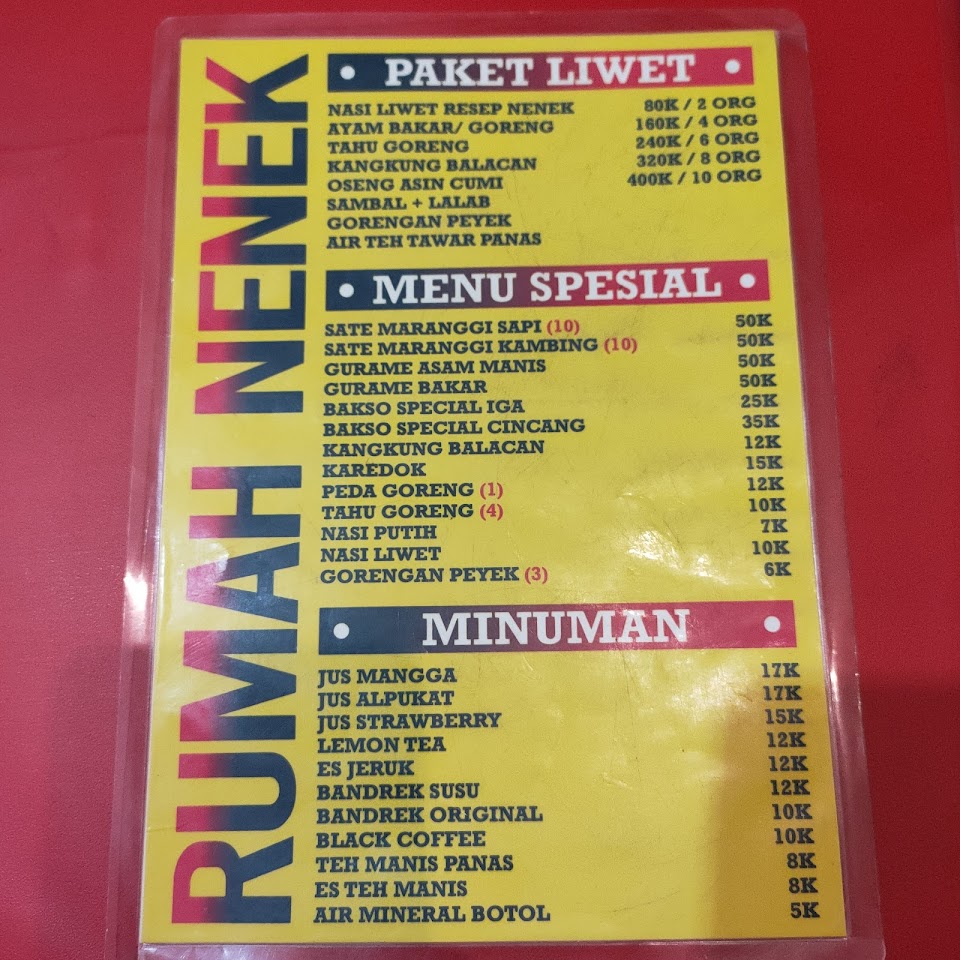 RUMAH NENEK
• PAKET LIWET •
NASI LIWET RESEP NENEK 80K / 2 ORG
AYAM BAKAR/ GORENG 160K / 4 ORG
TAHU GORENG 240K / 6 ORG
KANGKUNG BALACAN 320K / 8 ORG
OSENG ASIN CUMI 400K / 10 ORG
SAMBAL + LALAB
GORENGAN PEYEK
AIR TEH TAWAR PANAS
• MENU SPESIAL •
SATE MARANGGI SAPI (10) 50K
SATE MARANGGI KAMBING (10) 50K
GURAME ASAM MANIS 50K
GURAME BAKAR 50K
BAKSO SPECIAL IGA 25K
BAKSO SPECIAL CINCANG 35K
KANGKUNG BALACAN 12K
KAREDOK 15K
PEDA GORENG (1) 12K
TAHU GORENG (4) 10K
NASI PUTIH 7K
NASI LIWET 10K
GORENGAN PEYEK (3) 6K
• MINUMAN •
JUS MANGGA 17K
JUS ALPUKAT 17K
JUS STRAWBERRY 15K
LEMON TEA 12K
ES JERUK 12K
BANDREK SUSU 12K
BANDREK ORIGINAL 10K
BLACK COFFEE 10K
TEH MANIS PANAS 8K
ES TEH MANIS 8K
AIR MINERAL BOTOL 5K